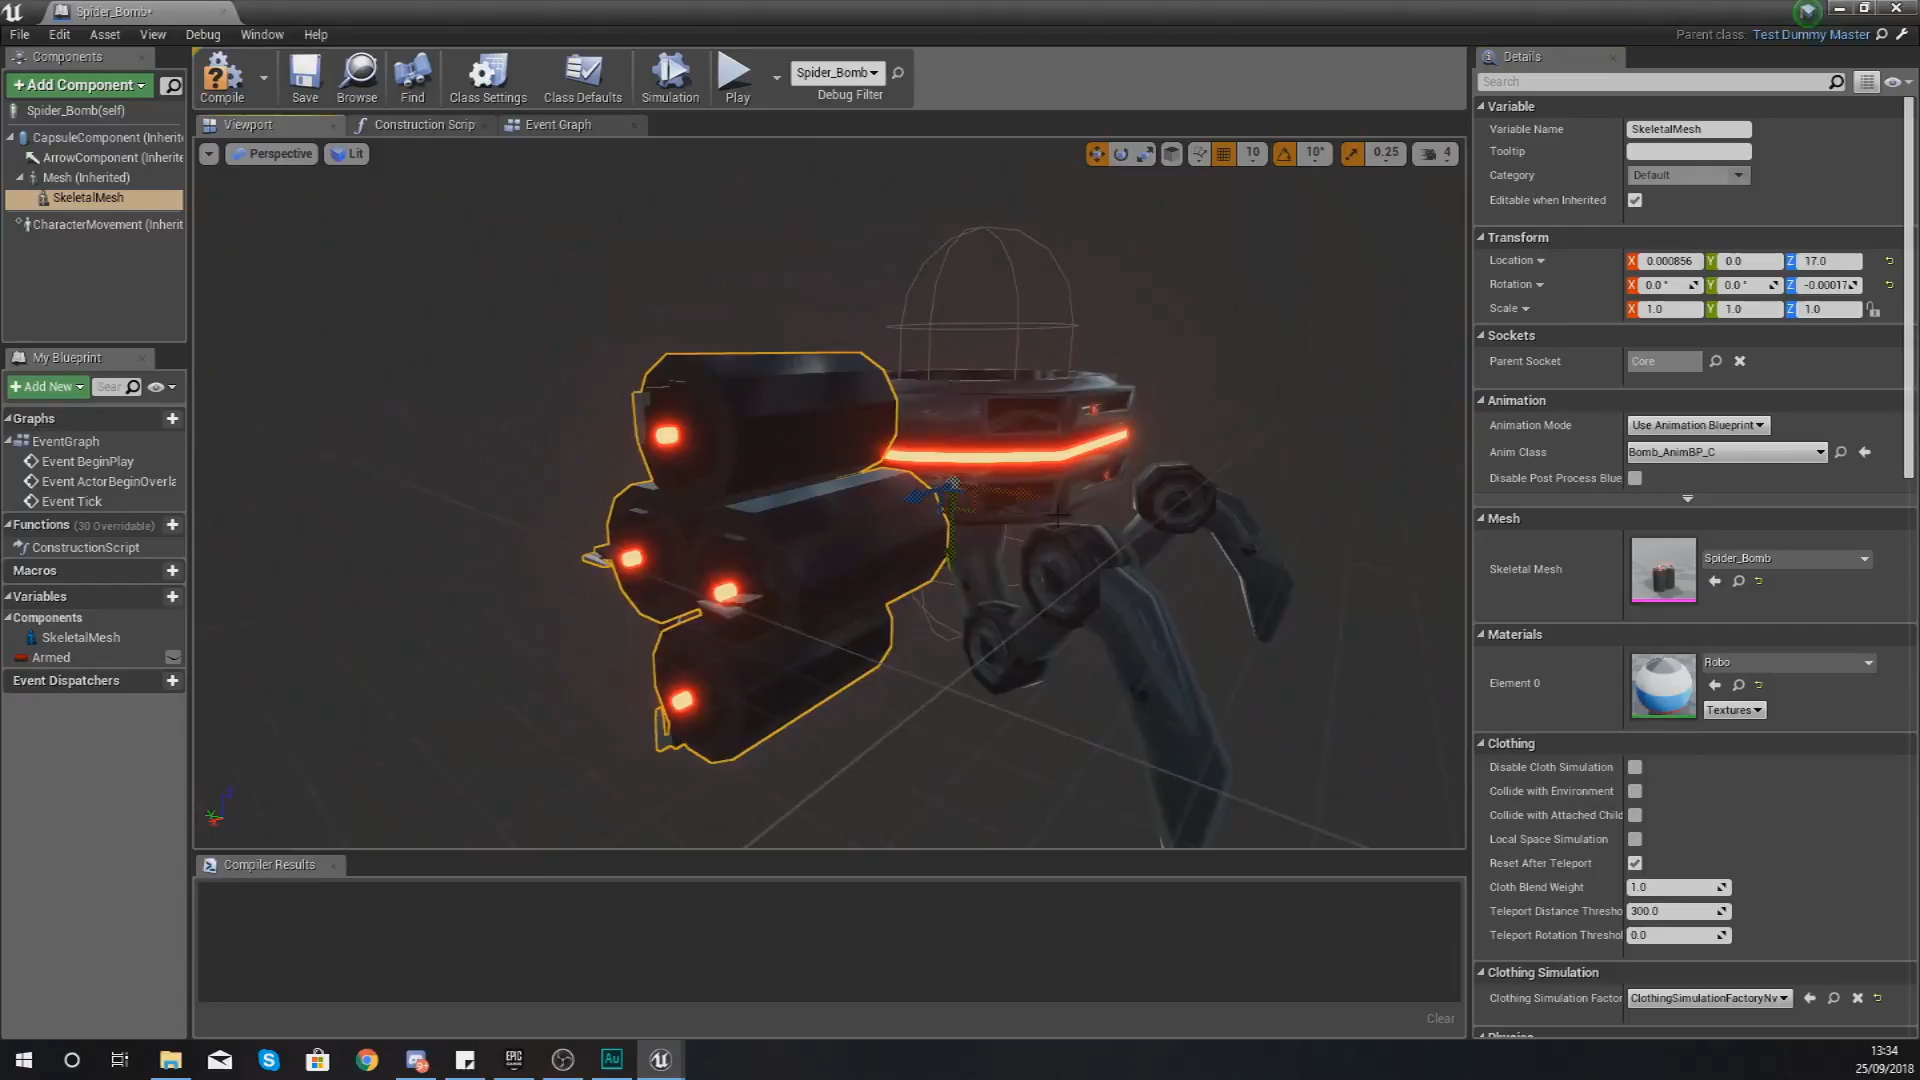 Spider_Bomb*
File Edit Asset View Debug Window Help
Parent class: Test Dummy Master
Components
+Add Component
Spider_Bomb(self)
CapsuleComponent (Inherit
ArrowComponent (Inherite
Mesh (Inherited)
SkeletalMesh
CharacterMovement (Inherit
Compile
Save
Browse
Find
Class Settings
Class Defaults
Simulation
Play
Spider_Bomb
Debug Filter
Viewport
Construction Scrip
Event Graph
Perspective
Lit
10
10°
0.25
4
My Blueprint
+Add New
Sear
Graphs
EventGraph
Event BeginPlay
Event ActorBeginOverla
Event Tick
Functions (30 Overridable)
ConstructionScript
Macros
Variables
Components
SkeletalMesh
Armed
Event Dispatchers
Compiler Results
Clear
Details
Search
Variable
Variable Name SkeletalMesh
Tooltip
Category Default
Editable when Inherited
Transform
Location X 0.000856 Y 0.0 Z 17.0
Rotation X 0.0 ° Y 0.0 ° Z -0.00017
Scale X 1.0 Y 1.0 Z 1.0
Sockets
Parent Socket Core
Animation
Animation Mode Use Animation Blueprint
Anim Class Bomb_AnimBP_C
Disable Post Process Blue
Mesh
Skeletal Mesh Spider_Bomb
Materials
Element 0 Robo
Textures
Clothing
Disable Cloth Simulation
Collide with Environment
Collide with Attached Child
Local Space Simulation
Reset After Teleport
Cloth Blend Weight 1.0
Teleport Distance Thresho 300.0
Teleport Rotation Threshol 0.0
Clothing Simulation
Clothing Simulation Factor ClothingSimulationFactoryNv
EPIC GAMES
Au
13:34
25/09/2018